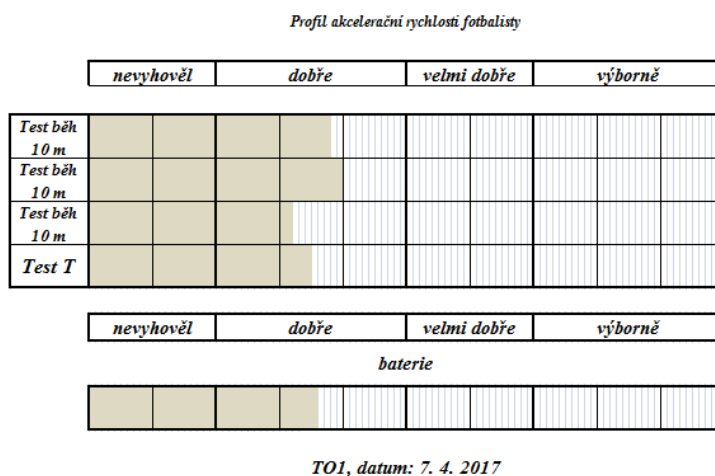 Profil akcelerační rychlosti fotbalisty
nevyhověl dobře velmi dobře výborně
Test běh
10 m
Test běh
10 m
Test běh
10 m
Test T
nevyhověl dobře velmi dobře výborně
baterie
TO1, datum: 7. 4. 2017